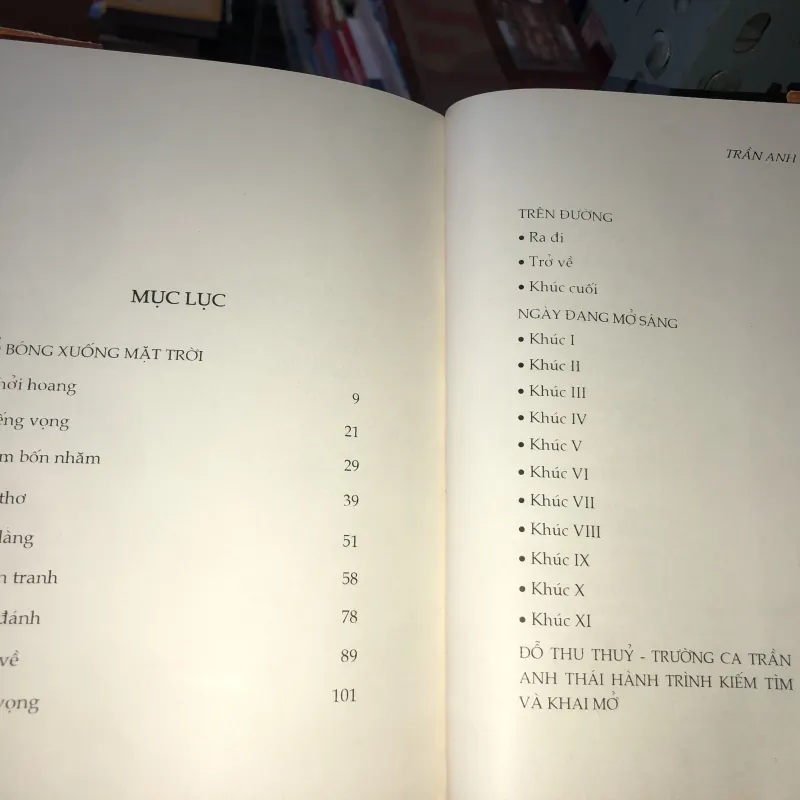 MỤC LỤC
BÓNG XUỐNG MẶT TRỜI
hởi hoang 9
ếng vọng 21
m bốn nhăm 29
thơ 39
làng 51
n tranh 58
đánh 78
về 89
vọng 101
TRẦN ANH
TRÊN ĐƯỜNG
• Ra đi
• Trở về
• Khúc cuối
NGÀY ĐANG MỞ SÁNG
• Khúc I
• Khúc II
• Khúc III
• Khúc IV
• Khúc V
• Khúc VI
• Khúc VII
• Khúc VIII
• Khúc IX
• Khúc X
• Khúc XI
ĐỖ THU THUỶ - TRƯỜNG CA TRẦN
ANH THÁI HÀNH TRÌNH KIẾM TÌM
VÀ KHAI MỞ